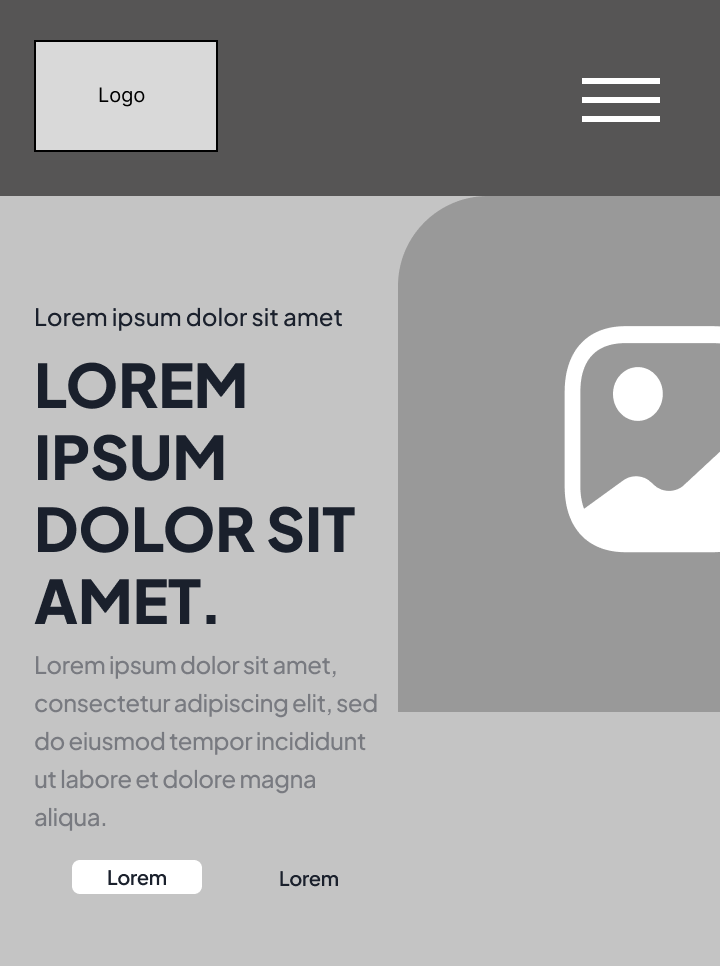 Logo
Lorem ipsum dolor sit amet
LOREM
IPSUM
DOLOR SIT
AMET.
Lorem ipsum dolor sit amet,
consectetur adipiscing elit, sed
do eiusmod tempor incididunt
ut labore et dolore magna
aliqua.
Lorem
Lorem